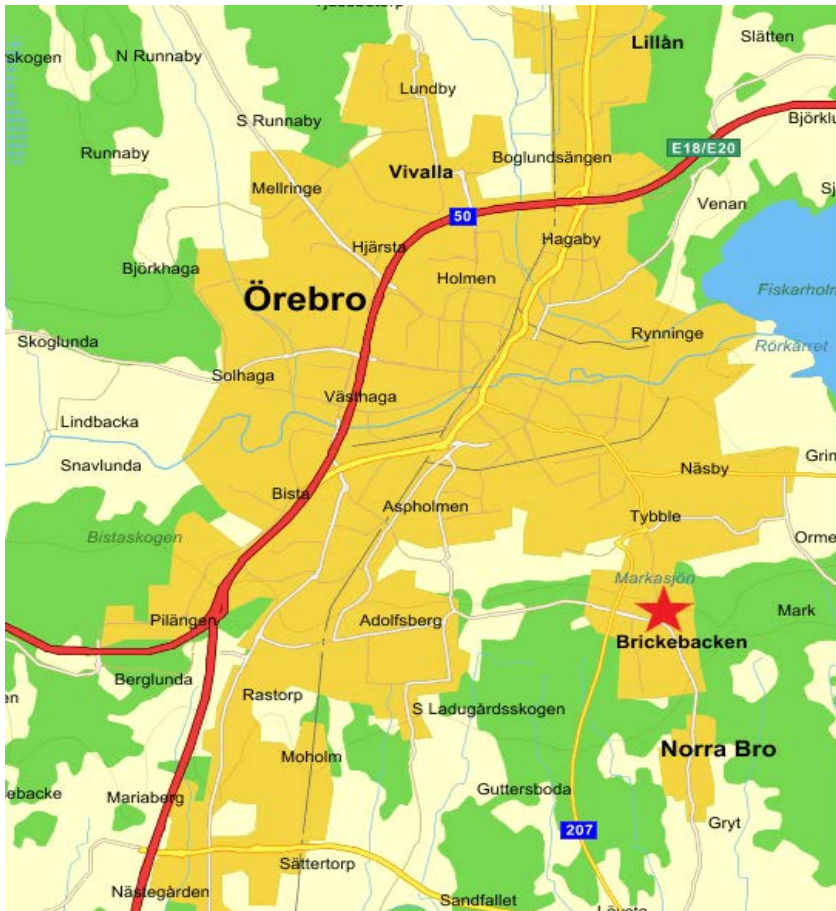 Lillån
Slätten
N Runnaby
Lundby
S Runnaby
Runnaby
E18/E20
Boglundsängen
Vivalla
Mellringe
Venan
50
Hjärsta
Hagaby
Björkhaga
Holmen
Örebro
Rynninge
Skoglunda
Rörkärret
Solhaga
Västhaga
Lindbacka
Snavlunda
Näsby
Bista
Aspholmen
Tybble
Bistaskogen
Markasjön
Mark
Pilängen
Adolfsberg
Brickebacken
Berglunda
Rastorp
S Ladugårdsskogen
Norra Bro
Moholm
Guttersboda
Mariaberg
Gryt
207
Sättertorp
Nästegården
Sandfallet